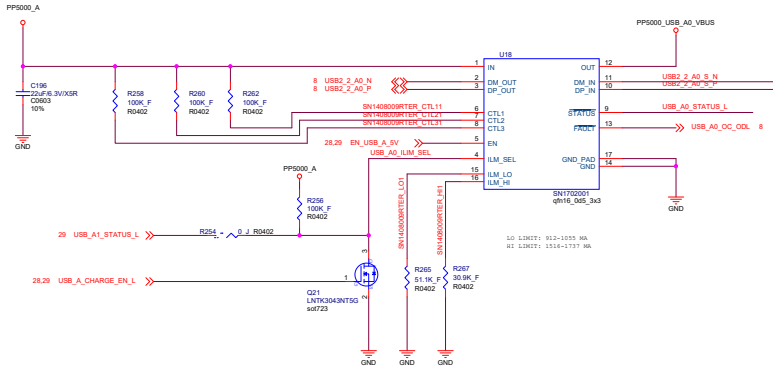 PP5000_A
PP5000_USB_A0_VBUS
U18
1 IN OUT 12
C196
22uF/6.3V/X5R
C0603
10%
R258
100K_F
R0402
R260
100K_F
R0402
R262
100K_F
R0402
8 USB2_2_A0_N 2 DM_OUT DM_IN 11 USB2_2_A0_S_N
8 USB2_2_A0_P 3 DP_OUT DP_IN 10 USB2_2_A0_S_P
SN1408009RTER_CTL11 6 CTL1 STATUS 9 USB_A0_STATUS_L
SN1408009RTER_CTL21 7 CTL2
SN1408009RTER_CTL31 8 CTL3 FAULT 13 USB_A0_OC_ODL 8
GND
28,29 EN_USB_A_5V 5 EN
USB_A0_ILIM_SEL 4 ILM_SEL GND_PAD 17
GND 14
15 ILM_LO
16 ILM_HI
SN1702001
qfn16_0d5_3x3
GND
PP5000_A
R256
100K_F
R0402
SN1408009RTER_LO1
SN1408009RTER_HI1
29 USB_A1_STATUS_L R254 0_J R0402
LO LIMIT: 912-1055 MA
HI LIMIT: 1514-1737 MA
3
28,29 USB_A_CHARGE_EN_L 1
2
Q21
LNTK3043NT5G
sot723
R265
51.1K_F
R0402
R267
30.9K_F
R0402
GND
GND
GND